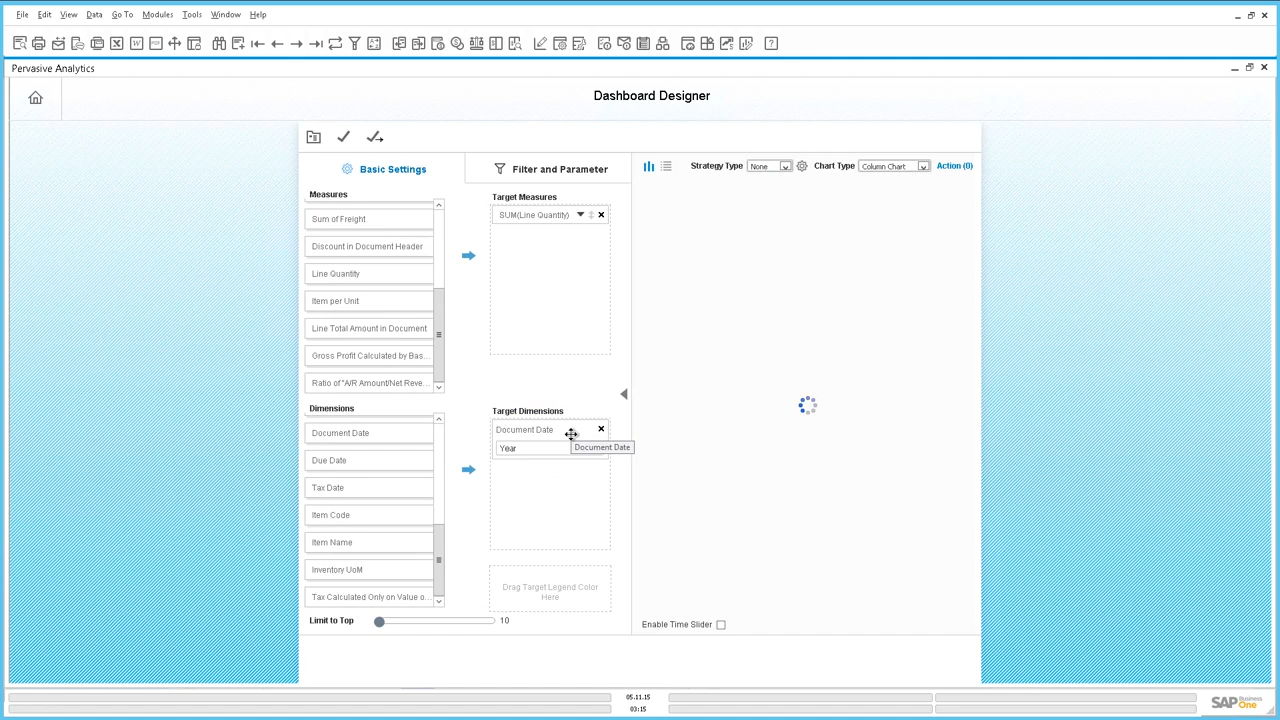 File Edit View Data Go To Modules Tools Window Help
Pervasive Analytics
Dashboard Designer
Basic Settings
Filter and Parameter
Strategy Type None
Chart Type Column Chart
Action (0)
Measures
Sum of Freight
Discount in Document Header
Line Quantity
Item per Unit
Line Total Amount in Document
Gross Profit Calculated by Bas...
Ratio of "A/R Amount/Net Reve...
Target Measures
SUM(Line Quantity)
Dimensions
Document Date
Due Date
Tax Date
Item Code
Item Name
Inventory UoM
Tax Calculated Only on Value o...
Target Dimensions
Document Date
Year
Document Date
Drag Target Legend Color
Here
Limit to Top 10
Enable Time Slider
05.11.15
03:15
SAP Business One